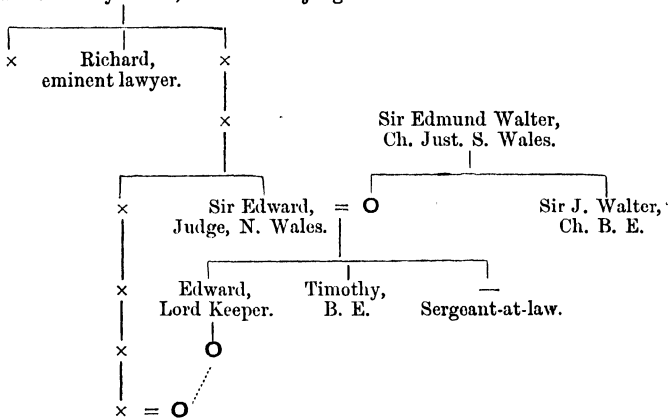 Richard,
eminent lawyer.
Sir Edmund Walter,
Ch. Just. S. Wales.
Sir Edward,
Judge, N. Wales.
= O
Sir J. Walter,
Ch. B. E.
Edward,
Lord Keeper.
Timothy,
B. E.
—
Sergeant-at-law.
O
× = O